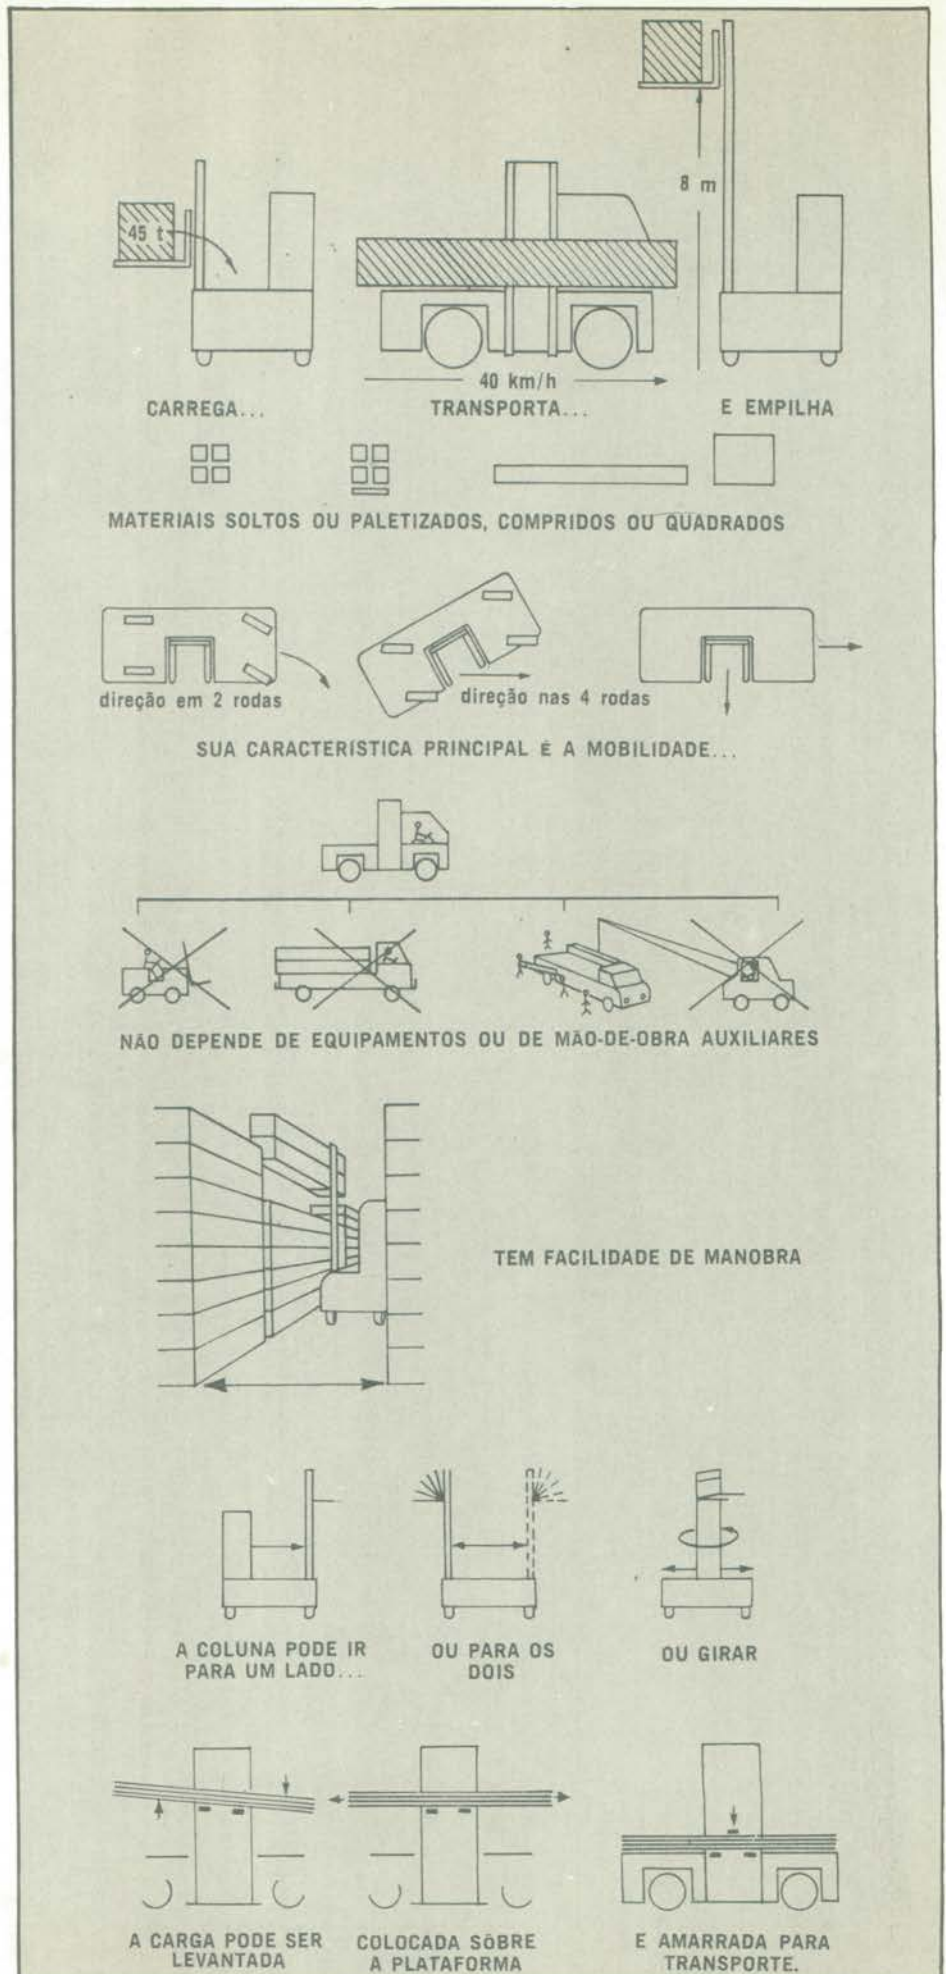 8 m
45 t
40 km/h
CARREGA...
TRANSPORTA...
E EMPILHA
MATERIAIS SOLTOS OU PALETIZADOS, COMPRIDOS OU QUADRADOS
direção em 2 rodas
direção nas 4 rodas
SUA CARACTERÍSTICA PRINCIPAL É A MOBILIDADE...
NÃO DEPENDE DE EQUIPAMENTOS OU DE MÃO-DE-OBRA AUXILIARES
TEM FACILIDADE DE MANOBRA
A COLUNA PODE IR
PARA UM LADO...
OU PARA OS
DOIS
OU GIRAR
A CARGA PODE SER
LEVANTADA
COLOCADA SÔBRE
A PLATAFORMA
E AMARRADA PARA
TRANSPORTE.